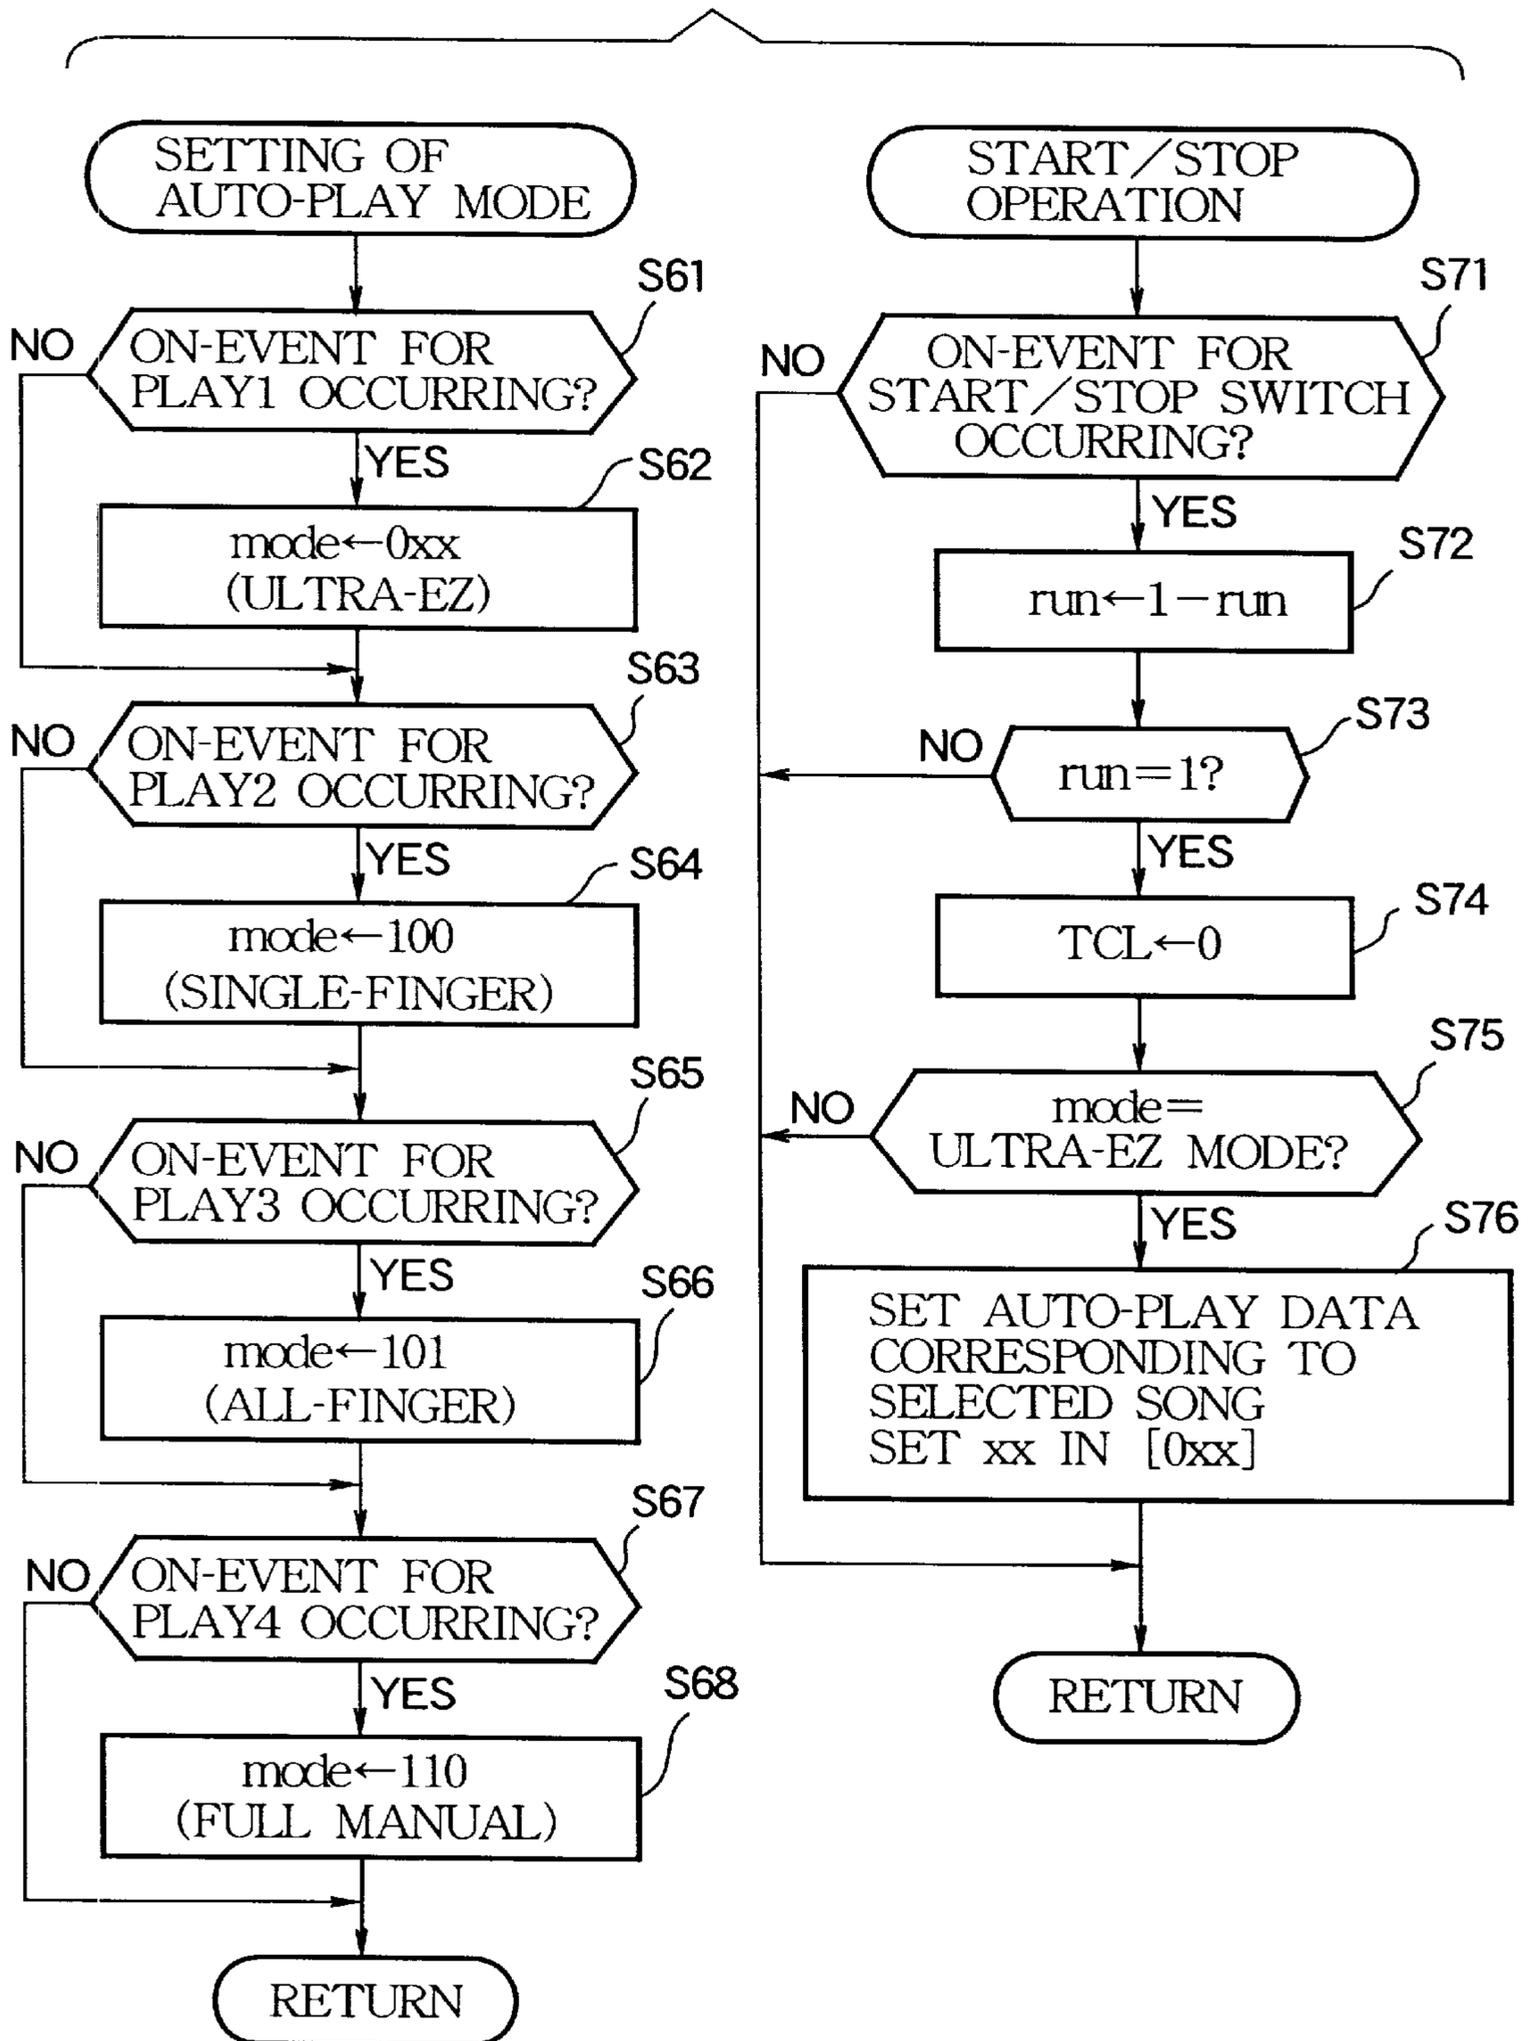 SETTING OF
AUTO-PLAY MODE
S61
NO
ON-EVENT FOR
PLAY1 OCCURRING?
YES
S62
mode←0xx
(ULTRA-EZ)
S63
NO
ON-EVENT FOR
PLAY2 OCCURRING?
YES
S64
mode←100
(SINGLE-FINGER)
S65
NO
ON-EVENT FOR
PLAY3 OCCURRING?
YES
S66
mode←101
(ALL-FINGER)
S67
NO
ON-EVENT FOR
PLAY4 OCCURRING?
YES
S68
mode←110
(FULL MANUAL)
RETURN
START/STOP
OPERATION
S71
NO
ON-EVENT FOR
START/STOP SWITCH
OCCURRING?
YES
S72
run←1-run
S73
NO
run=1?
YES
S74
TCL←0
S75
NO
mode=
ULTRA-EZ MODE?
YES
S76
SET AUTO-PLAY DATA
CORRESPONDING TO
SELECTED SONG
SET xx IN [0xx]
RETURN